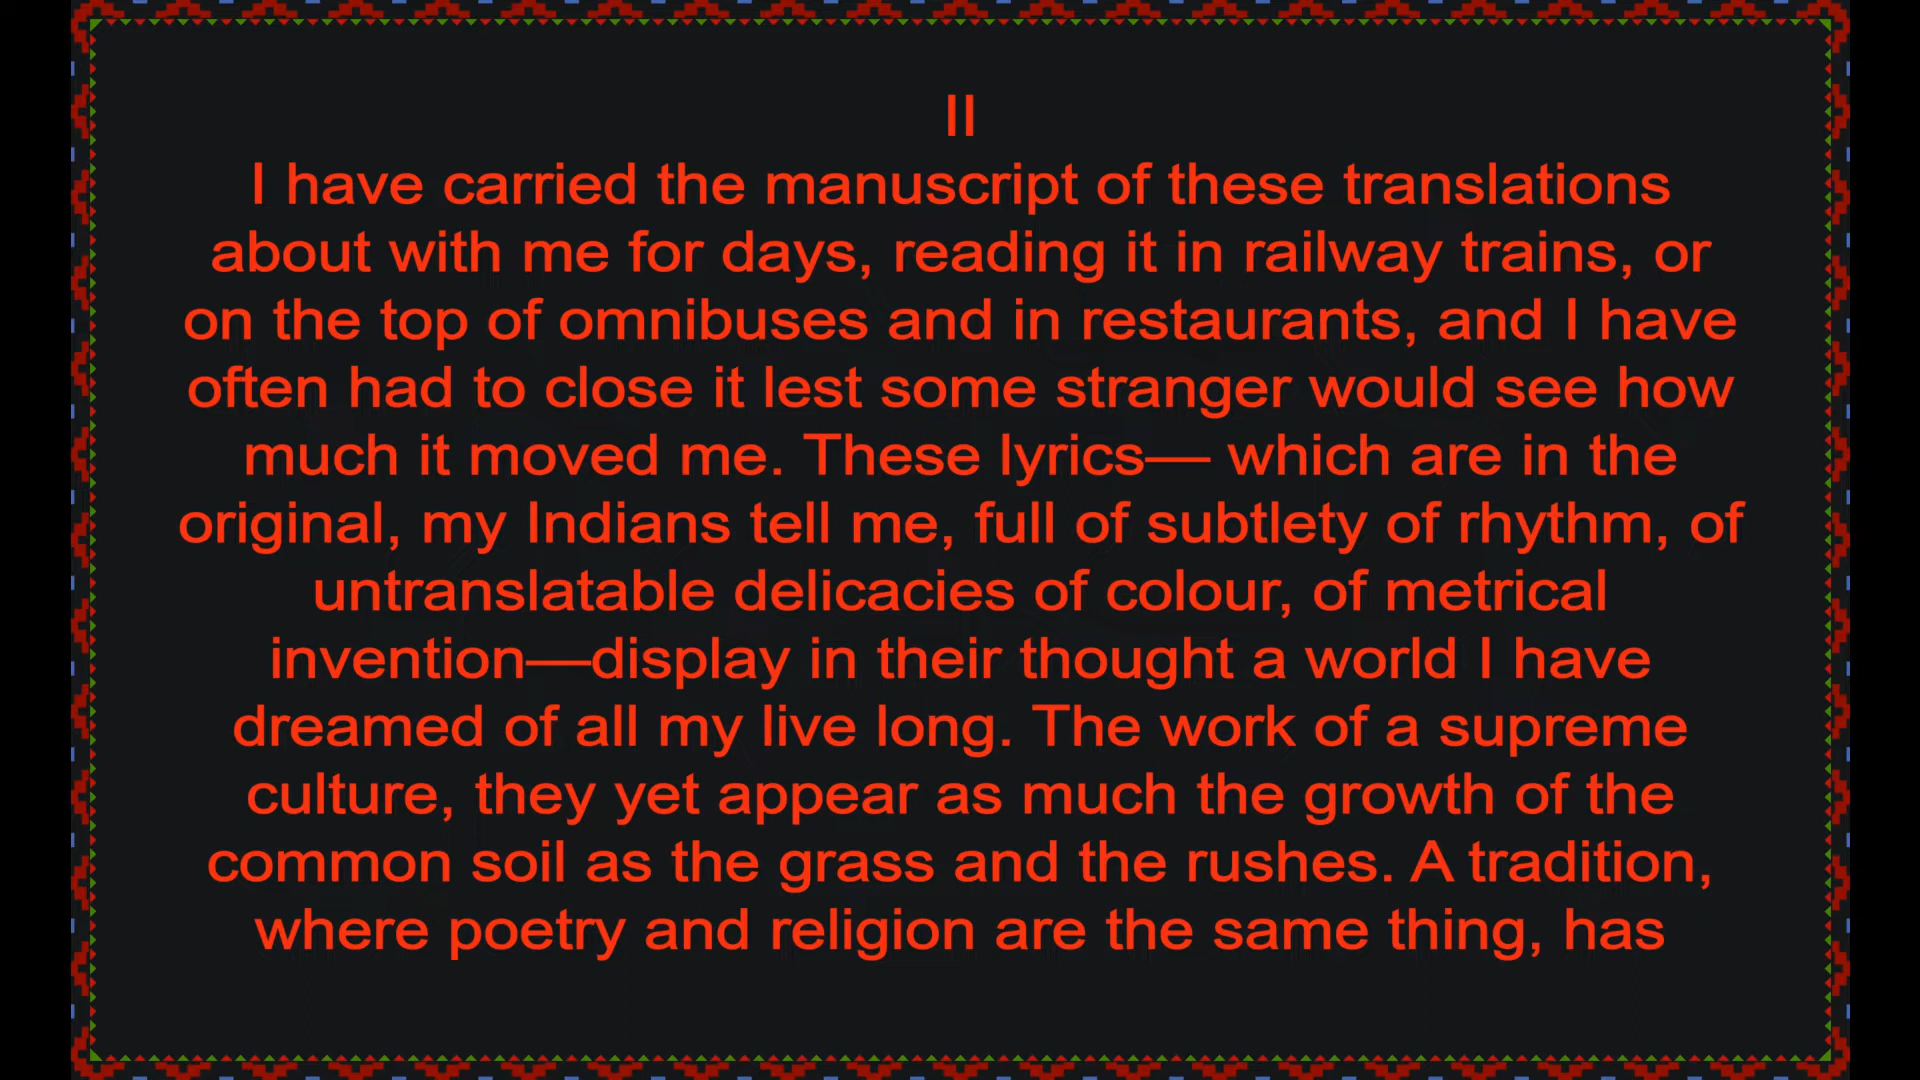 II
I have carried the manuscript of these translations
about with me for days, reading it in railway trains, or
on the top of omnibuses and in restaurants, and I have
often had to close it lest some stranger would see how
much it moved me. These lyrics— which are in the
original, my Indians tell me, full of subtlety of rhythm, of
untranslatable delicacies of colour, of metrical
invention—display in their thought a world I have
dreamed of all my live long. The work of a supreme
culture, they yet appear as much the growth of the
common soil as the grass and the rushes. A tradition,
where poetry and religion are the same thing, has